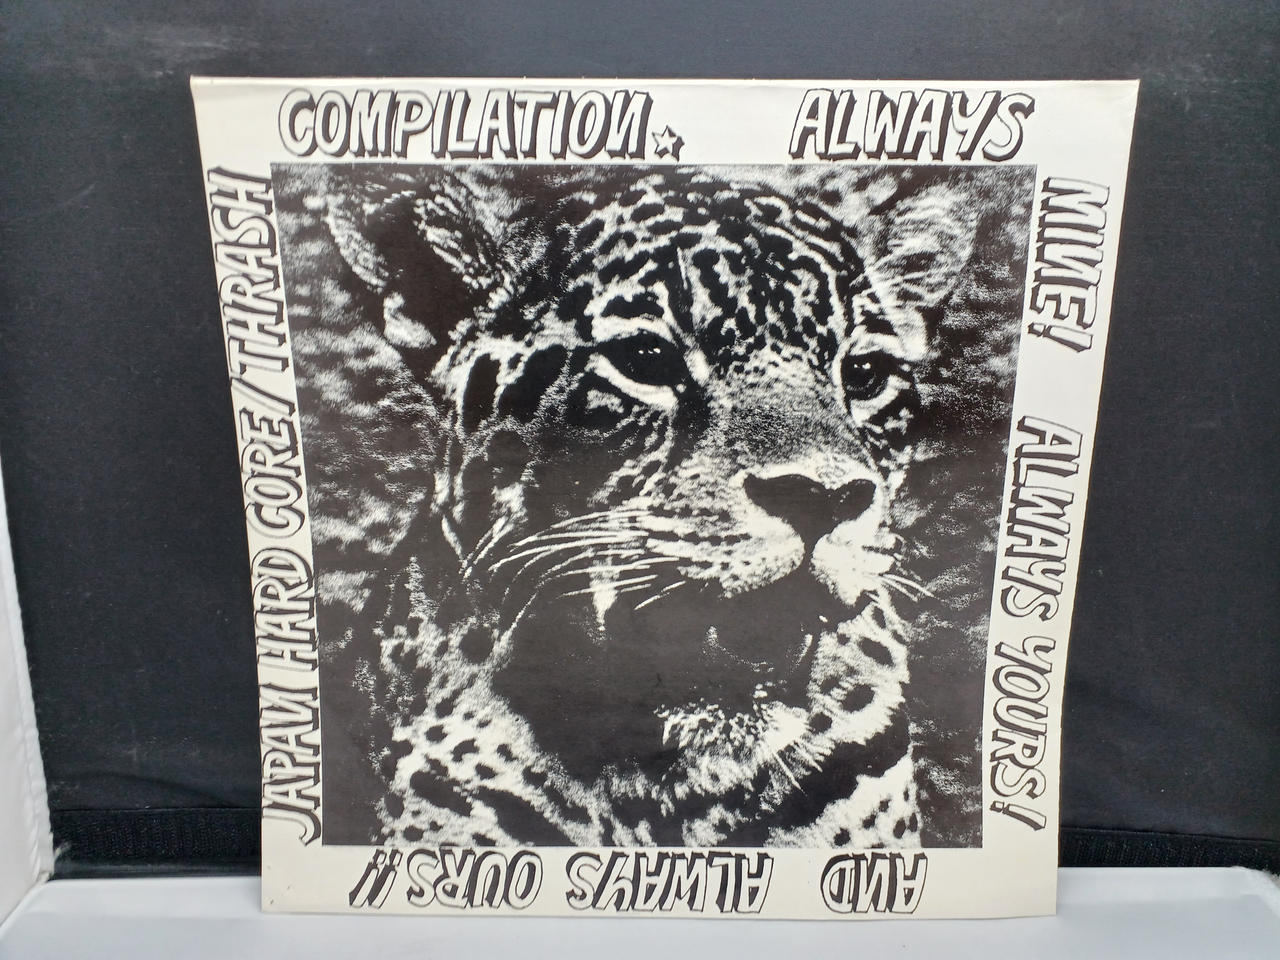 JAPAN HARD CORE/THRASH
COMPILATION.☆ ALWAYS
MINE! ALWAYS YOURS!
AND ALWAYS OURS!!